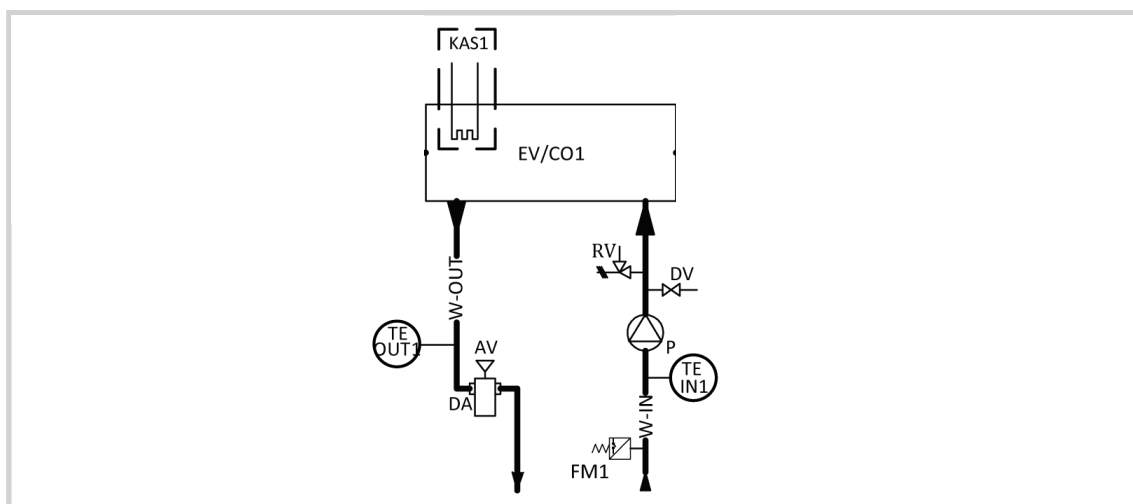 KAS1
EV/CO1
RV
DV
W-OUT
TE
OUT1
AV
P
TE
IN1
DA
W-IN
FM1